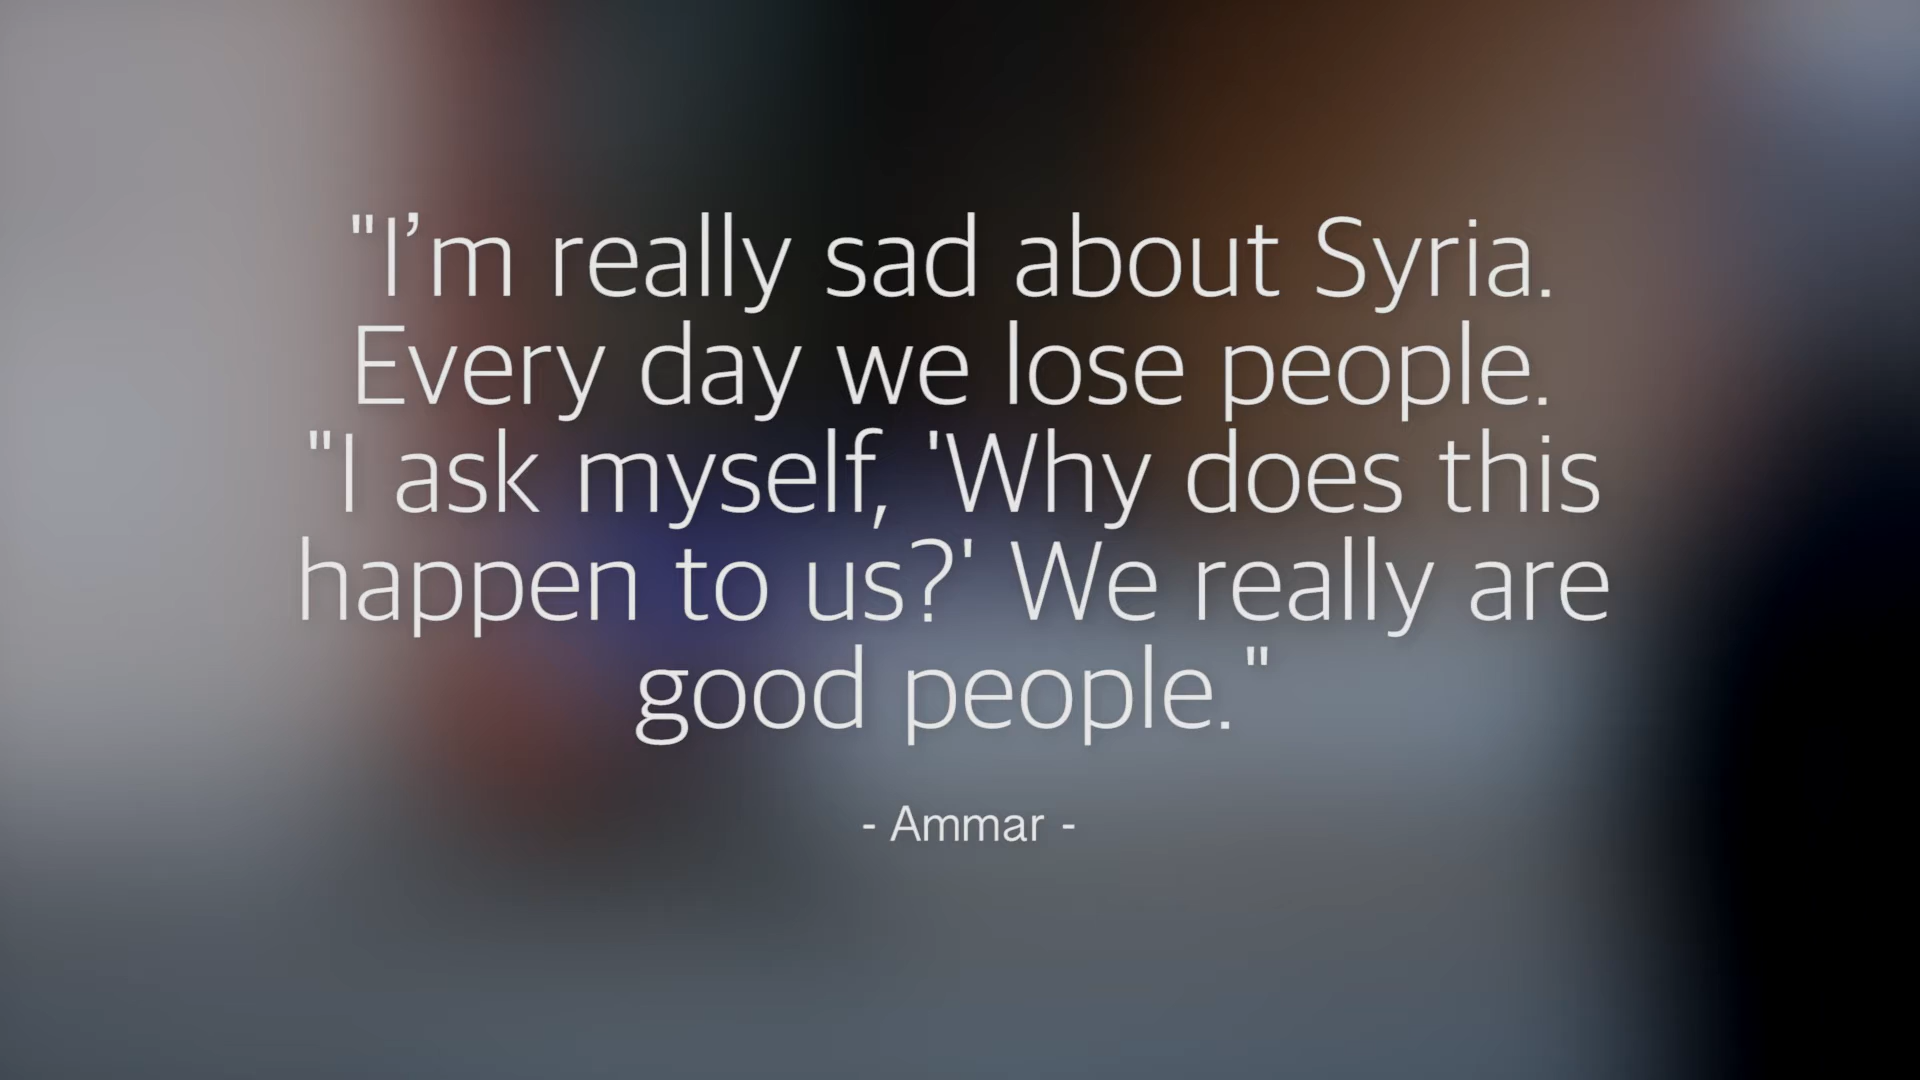 "I’m really sad about Syria.
Every day we lose people.
"I ask myself, 'Why does this
happen to us?' We really are
good people."
- Ammar -